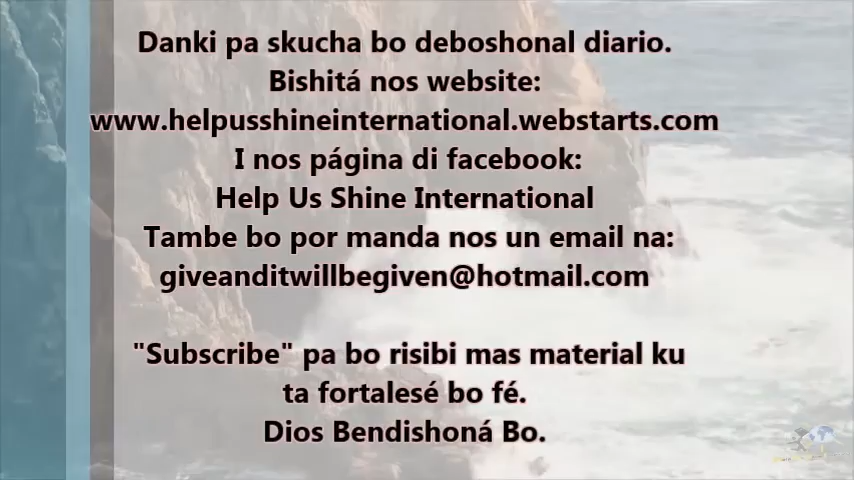 Danki pa skucha bo deboshonal diario.
Bishitá nos website:
www.helpusshineinternational.webstarts.com
I nos página di facebook:
Help Us Shine International
Tambe bo por manda nos un email na:
giveanditwillbegiven@hotmail.com
"Subscribe" pa bo risibi mas material ku
ta fortalesé bo fé.
Dios Bendishoná Bo.